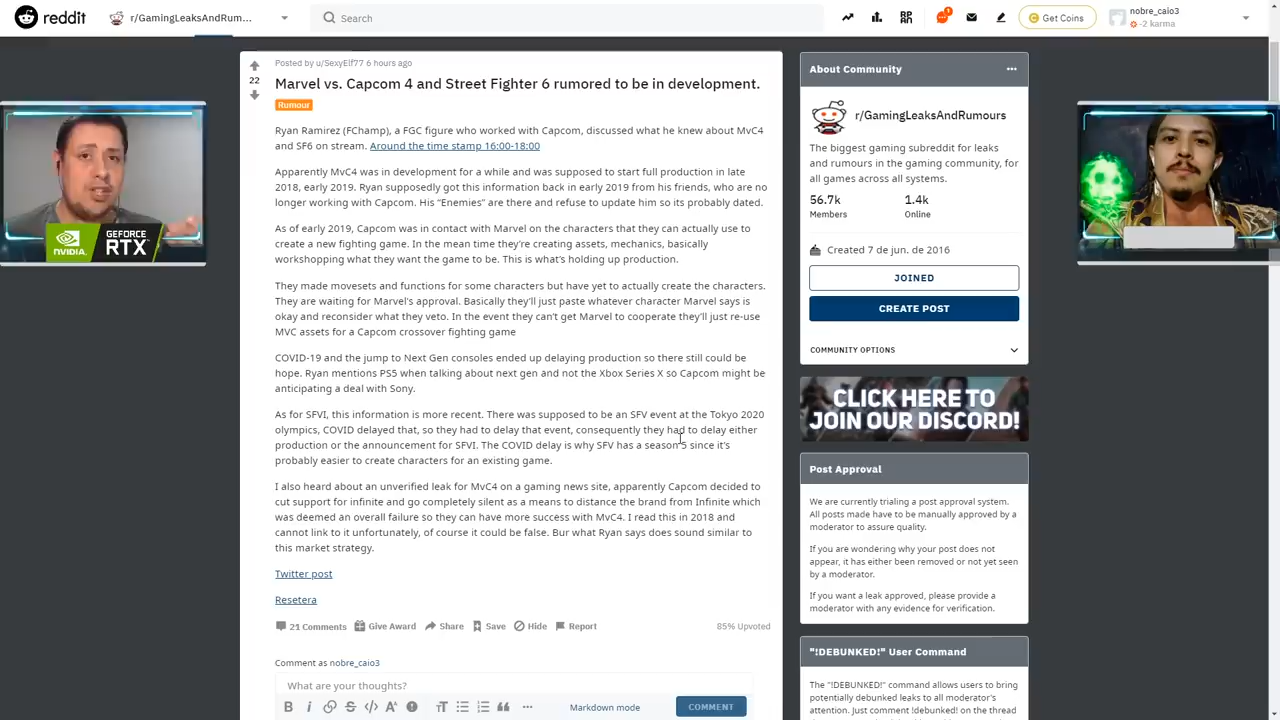 reddit
r/GamingLeaksAndRum...
Search
1
Get Coins
nobre_caio3
-2 karma
Posted by u/SexyElf77 6 hours ago
22
Marvel vs. Capcom 4 and Street Fighter 6 rumored to be in development.
Rumour
Ryan Ramirez (FChamp), a FGC figure who worked with Capcom, discussed what he knew about MvC4
and SF6 on stream. Around the time stamp 16:00-18:00
Apparently MvC4 was in development for a while and was supposed to start full production in late
2018, early 2019. Ryan supposedly got this information back in early 2019 from his friends, who are no
longer working with Capcom. His “Enemies” are there and refuse to update him so its probably dated.
As of early 2019, Capcom was in contact with Marvel on the characters that they can actually use to
create a new fighting game. In the mean time they’re creating assets, mechanics, basically
workshopping what they want the game to be. This is what’s holding up production.
They made movesets and functions for some characters but have yet to actually create the characters.
They are waiting for Marvel’s approval. Basically they’ll just paste whatever character Marvel says is
okay and reconsider what they veto. In the event they can’t get Marvel to cooperate they’ll just re-use
MVC assets for a Capcom crossover fighting game
COVID-19 and the jump to Next Gen consoles ended up delaying production so there still could be
hope. Ryan mentions PS5 when talking about next gen and not the Xbox Series X so Capcom might be
anticipating a deal with Sony.
As for SFVI, this information is more recent. There was supposed to be an SFV event at the Tokyo 2020
olympics, COVID delayed that, so they had to delay that event, consequently they had to delay either
production or the announcement for SFVI. The COVID delay is why SFV has a season 5 since it’s
probably easier to create characters for an existing game.
I also heard about an unverified leak for MvC4 on a gaming news site, apparently Capcom decided to
cut support for infinite and go completely silent as a means to distance the brand from Infinite which
was deemed an overall failure so they can have more success with MvC4. I read this in 2018 and
cannot link to it unfortunately, of course it could be false. Bur what Ryan says does sound similar to
this market strategy.
Twitter post
Resetera
21 Comments
Give Award
Share
Save
Hide
Report
85% Upvoted
Comment as nobre_caio3
What are your thoughts?
B i
Markdown mode
COMMENT
NVIDIA
GEFORCE
RTX
About Community
r/GamingLeaksAndRumours
The biggest gaming subreddit for leaks
and rumours in the gaming community, for
all games across all systems.
56.7k
1.4k
Members
Online
Created 7 de jun. de 2016
JOINED
CREATE POST
COMMUNITY OPTIONS
CLICK HERE TO
JOIN OUR DISCORD!
Post Approval
We are currently trialing a post approval system.
All posts made have to be manually approved by a
moderator to assure quality.
If you are wondering why your post does not
appear, it has either been removed or not yet seen
by a moderator.
If you want a leak approved, please provide a
moderator with any evidence for verification.
"!DEBUNKED!" User Command
The "!DEBUNKED!" command allows users to bring
potentially debunked leaks to all moderator's
attention. Just comment !debunked! on the thread